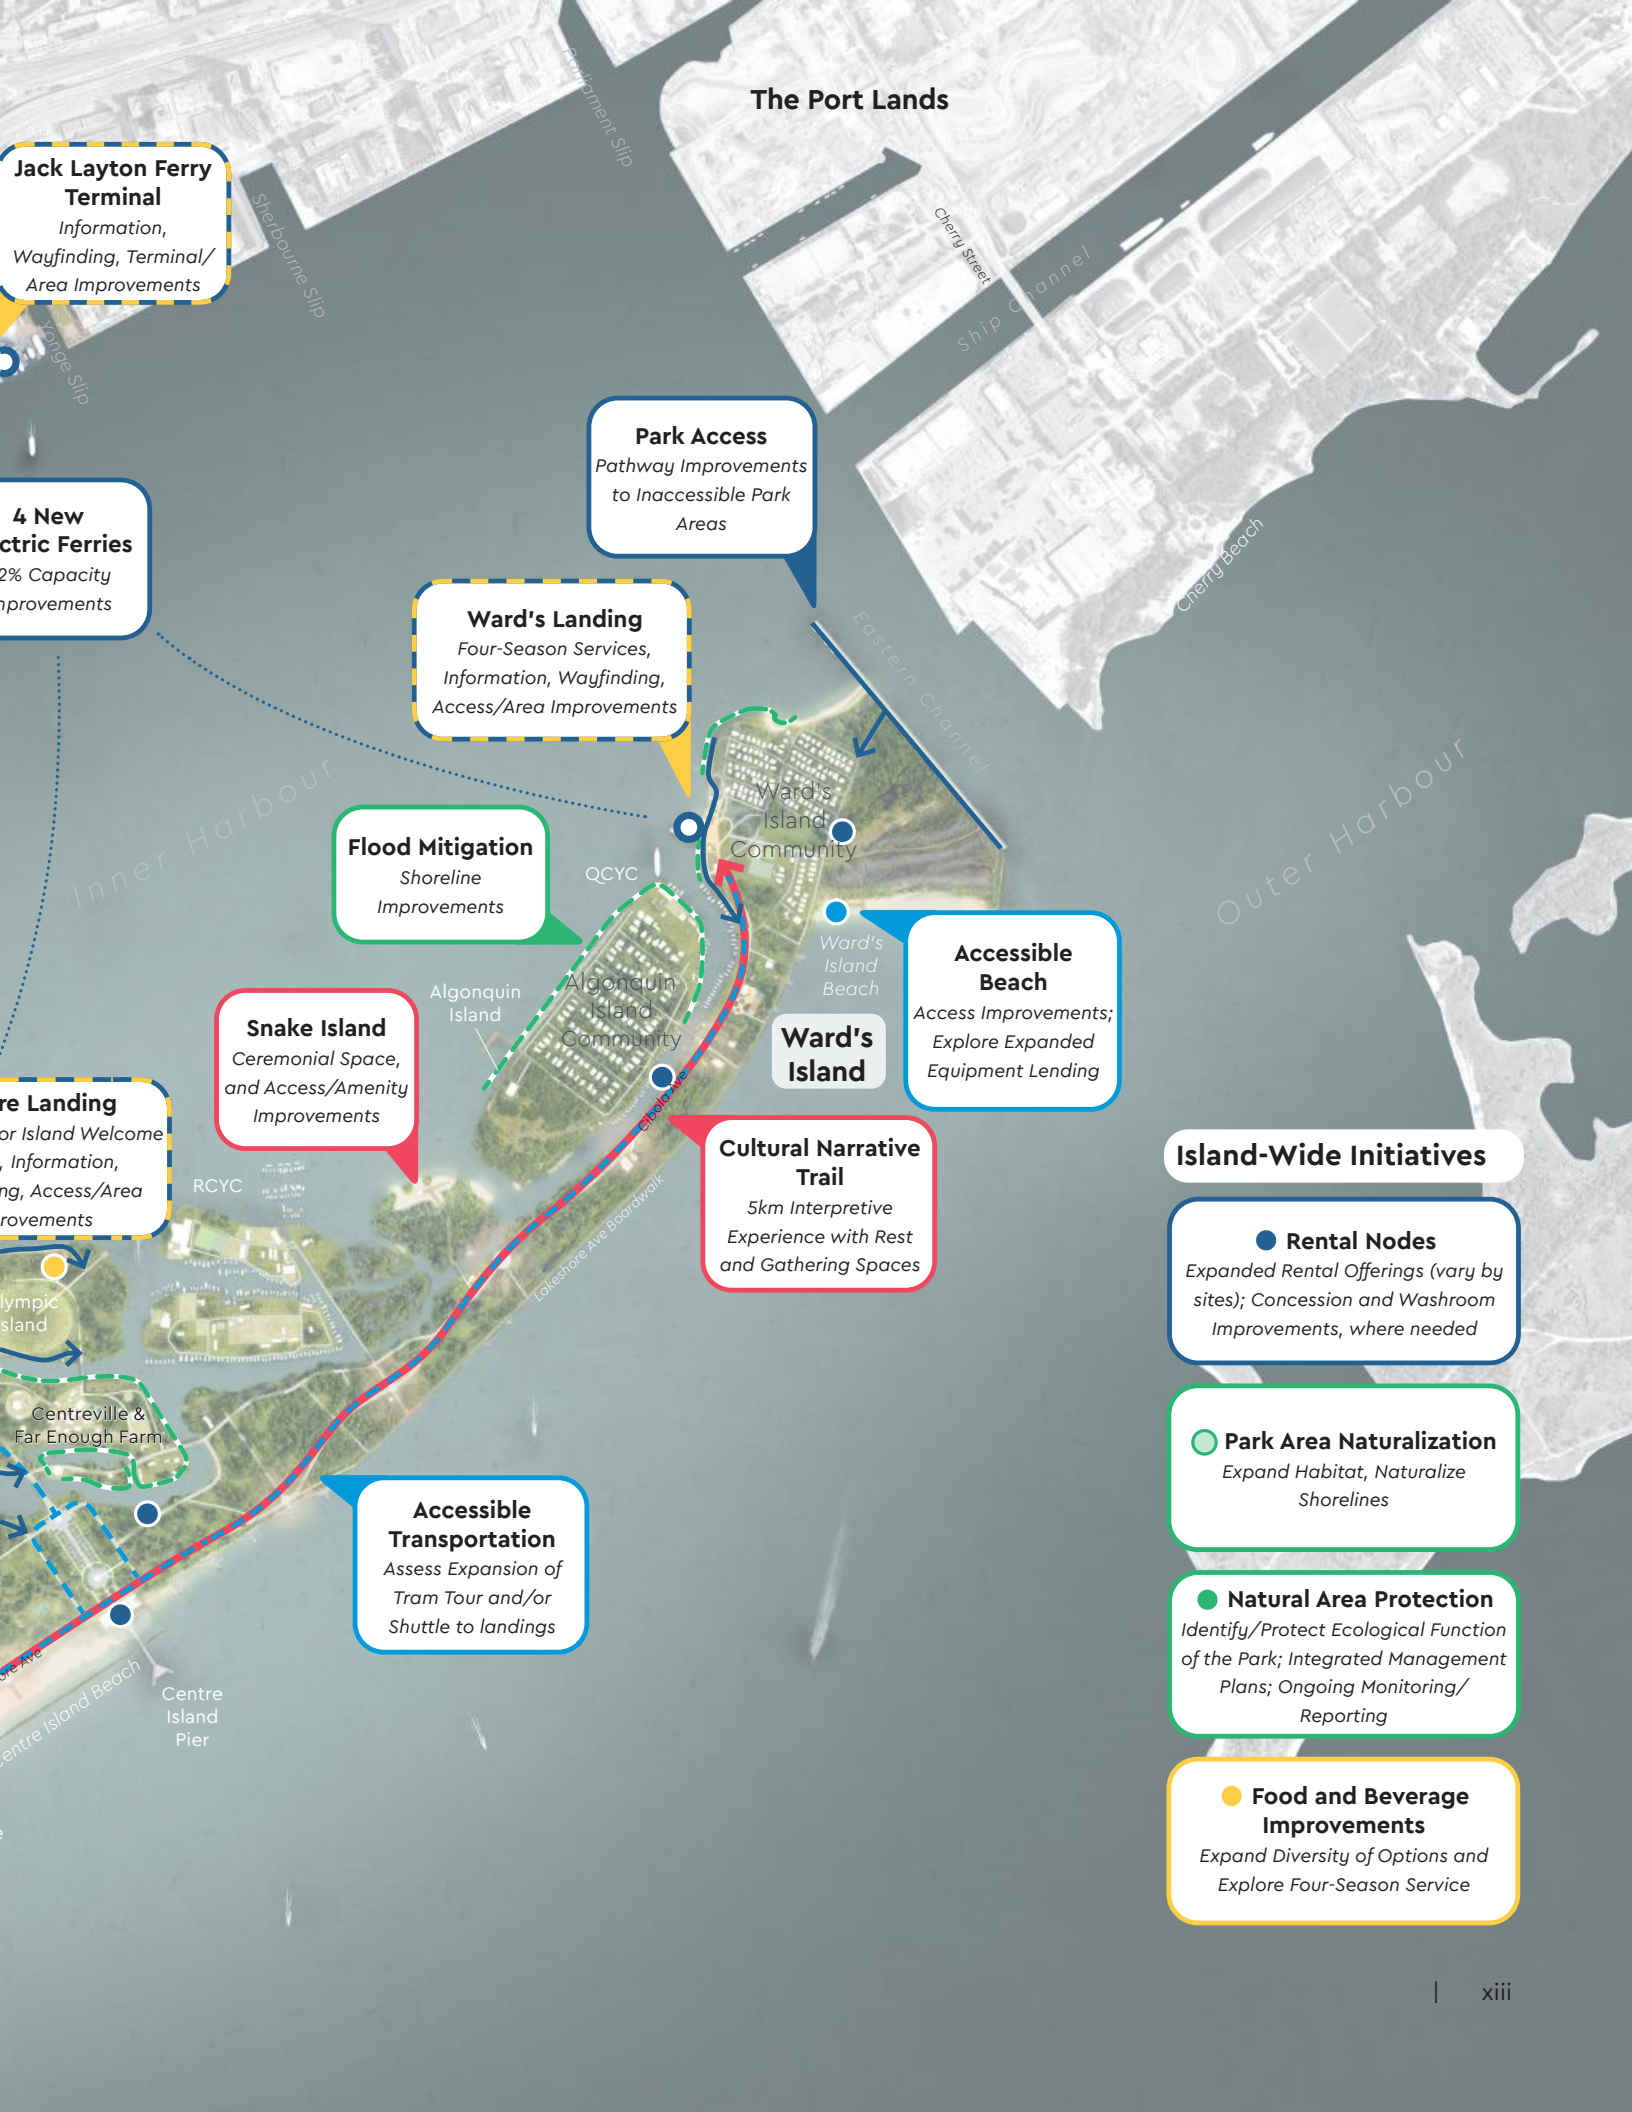 The Port Lands
Parliament Slip
Jack Layton Ferry
Terminal
Information,
Wayfinding, Terminal/
Area Improvements
Sherbourne Slip
Yonge Slip
Cherry Street
Ship Channel
Park Access
Pathway Improvements
to Inaccessible Park
Areas
4 New
ctric Ferries
2% Capacity
nprovements
Cherry Beach
Ward's Landing
Four-Season Services,
Information, Wayfinding,
Access/Area Improvements
Eastern Channel
Inner Harbour
Outer Harbour
Ward's
Island
Community
Flood Mitigation
Shoreline
Improvements
QCYC
Ward's
Island
Beach
Accessible
Beach
Access Improvements;
Explore Expanded
Equipment Lending
Algonquin
Island
Algonquin
Island
Community
Snake Island
Ceremonial Space,
and Access/Amenity
Improvements
Ward's
Island
Cibola Ave
re Landing
or Island Welcome
, Information,
ng, Access/Area
rovements
RCYC
Cultural Narrative
Trail
5km Interpretive
Experience with Rest
and Gathering Spaces
Lakeshore Ave Boardwalk
lympic
sland
Centreville &
Far Enough Farm
Accessible
Transportation
Assess Expansion of
Tram Tour and/or
Shuttle to landings
ore Ave
entre Island Beach
Centre
Island
Pier
e
Island-Wide Initiatives
Rental Nodes
Expanded Rental Offerings (vary by
sites); Concession and Washroom
Improvements, where needed
Park Area Naturalization
Expand Habitat, Naturalize
Shorelines
Natural Area Protection
Identify/Protect Ecological Function
of the Park; Integrated Management
Plans; Ongoing Monitoring/
Reporting
Food and Beverage
Improvements
Expand Diversity of Options and
Explore Four-Season Service
| xiii